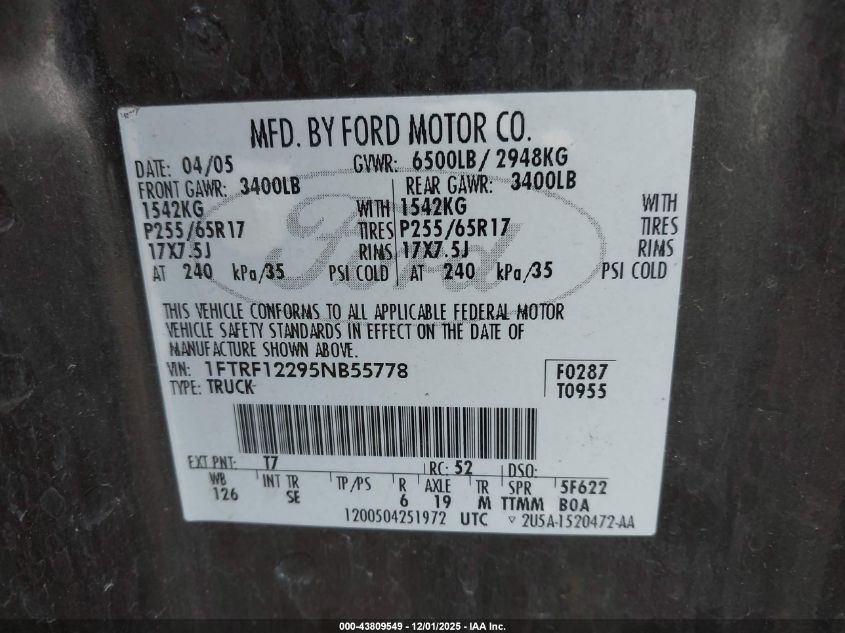 MFD. BY FORD MOTOR CO.
DATE: 04/05 GVWR: 6500LB/ 2948KG
FRONT GAWR: 3400LB REAR GAWR: 3400LB
1542KG WITH 1542KG WITH
P255/65R17 TIRES P255/65R17 TIRES
17X7.5J RIMS 17X7.5J RIMS
AT 240 kPa/35 PSI COLD AT 240 kPa/35 PSI COLD
Ford
THIS VEHICLE CONFORMS TO ALL APPLICABLE FEDERAL MOTOR
VEHICLE SAFETY STANDARDS IN EFFECT ON THE DATE OF
MANUFACTURE SHOWN ABOVE.
VIN: 1FTRF12295NB55778 F0287
TYPE: TRUCK T0955
EXT PNT: T7 RC: 52 DSO:
WB INT TR TP/PS R AXLE TR SPR 5F622
126 SE 6 19 M TTMM BOA
1200504251972 UTC ▿ 2U5A-1520472-AA
000-43809549 - 12/01/2025 - IAA Inc.